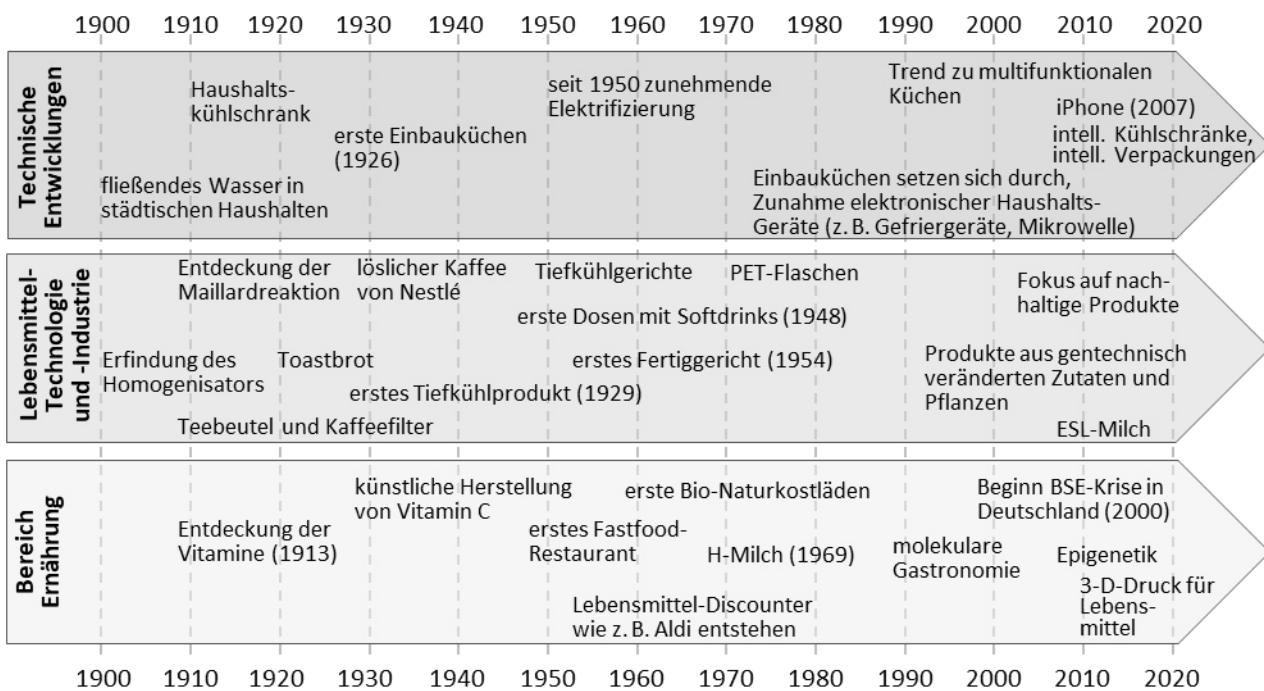 1900 1910 1920 1930 1940 1950 1960 1970 1980 1990 2000 2010 2020
Technische
Entwicklungen
Haushalts-
kühlschrank
erste Einbauküchen
(1926)
fließendes Wasser in
städtischen Haushalten
seit 1950 zunehmende
Elektrifizierung
Trend zu multifunktionalen
Küchen
iPhone (2007)
intell. Kühlschränke,
intell. Verpackungen
Einbauküchen setzen sich durch,
Zunahme elektronischer Haushalts-
Geräte (z. B. Gefriergeräte, Mikrowelle)
Lebensmittel-
Technologie
und -Industrie
Entdeckung der
Maillardreaktion
löslicher Kaffee
von Nestlé
Tiefkühlgerichte
PET-Flaschen
Fokus auf nach-
haltige Produkte
erste Dosen mit Softdrinks (1948)
Erfindung des
Homogenisators
Toastbrot
erstes Fertiggericht (1954)
erstes Tiefkühlprodukt (1929)
Produkte aus gentechnisch
veränderten Zutaten und
Pflanzen
Teebeutel und Kaffeefilter
ESL-Milch
Bereich
Ernährung
künstliche Herstellung
von Vitamin C
erste Bio-Naturkostläden
Beginn BSE-Krise in
Deutschland (2000)
Entdeckung der
Vitamine (1913)
erstes Fastfood-
Restaurant
H-Milch (1969)
molekulare
Gastronomie
Epigenetik
Lebensmittel-Discounter
wie z. B. Aldi entstehen
3-D-Druck für
Lebens-
mittel
1900 1910 1920 1930 1940 1950 1960 1970 1980 1990 2000 2010 2020